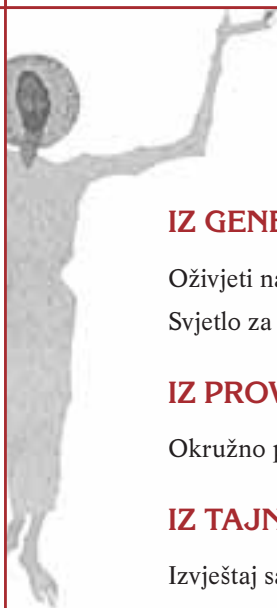 IZ GENE
Oživjeti na
Svjetlo za
IZ PROV
Okružno p
IZ TAJN
Izvještaj sa